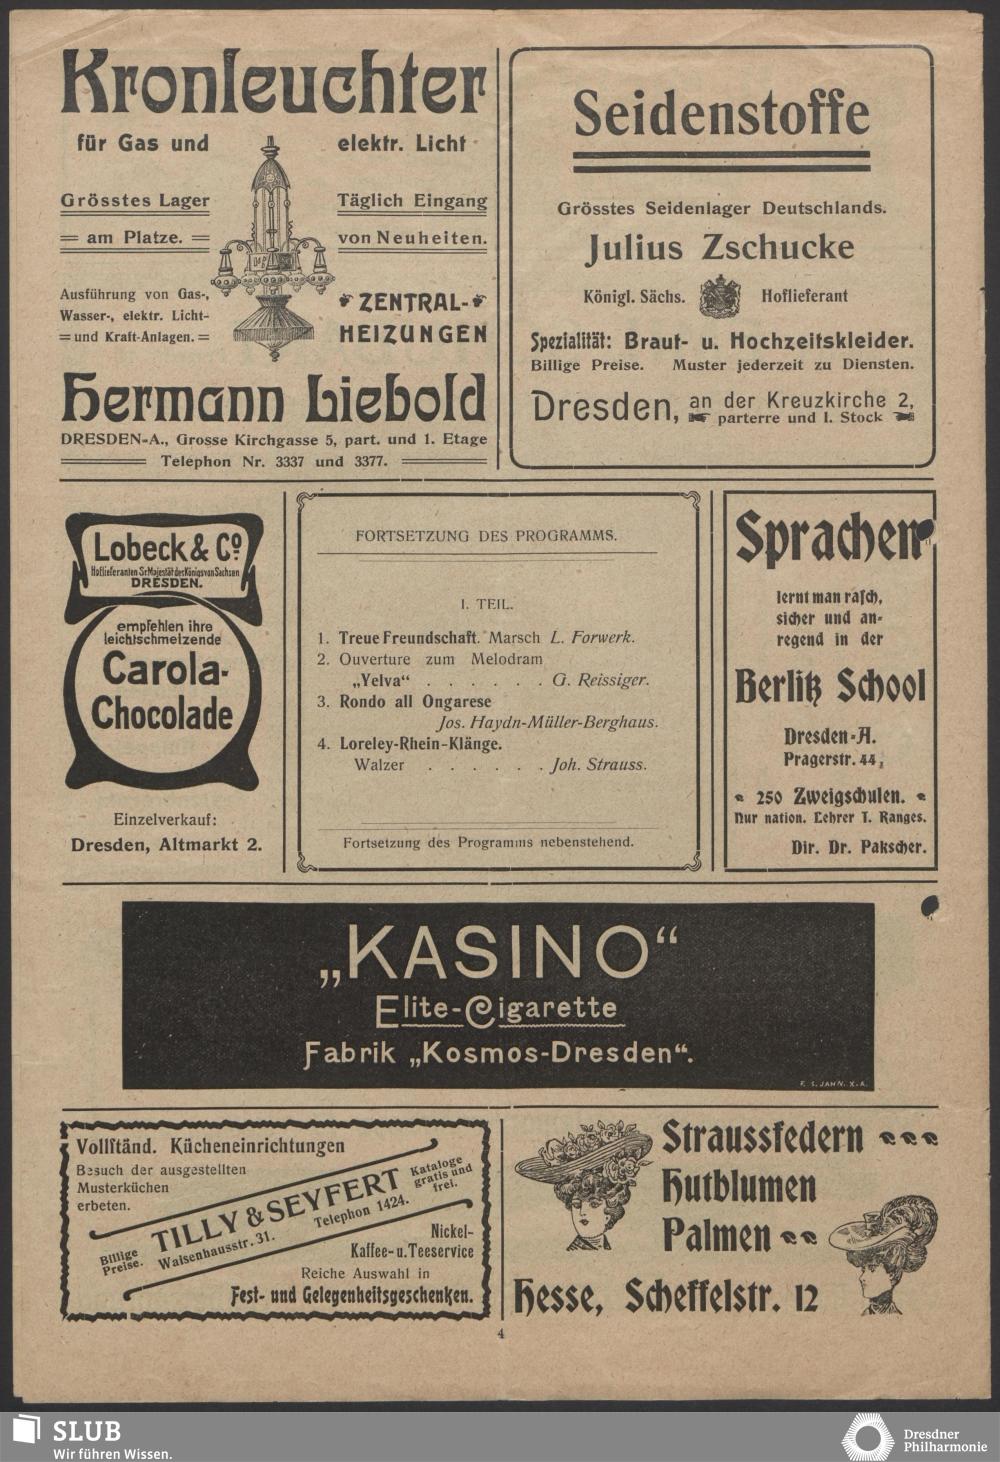 Kronleuchter
für Gas und elektr. Licht
Grösstes Lager
am Platze.
Täglich Eingang
von Neuheiten.
Ausführung von Gas-,
Wasser-, elektr. Licht-
und Kraft-Anlagen.
ZENTRAL-
HEIZUNGEN
Hermann Liebold
DRESDEN-A., Grosse Kirchgasse 5, part. und 1. Etage
Telephon Nr. 3337 und 3377.
Seidenstoffe
Grösstes Seidenlager Deutschlands.
Julius Zschucke
Königl. Sächs. Hoflieferant
Spezialität: Braut- u. Hochzeitskleider.
Billige Preise. Muster jederzeit zu Diensten.
Dresden, an der Kreuzkirche 2,
parterre und I. Stock
Lobeck & Co.
Hoflieferanten Sr. Majestät des Königs von Sachsen
DRESDEN.
empfehlen ihre
leichtschmelzende
Carola-
Chocolade
Einzelverkauf:
Dresden, Altmarkt 2.
FORTSETZUNG DES PROGRAMMS.
I. TEIL.
1. Treue Freundschaft. Marsch L. Forwerk.
2. Ouverture zum Melodram
„Yelva“ . . . . . . G. Reissiger.
3. Rondo all Ongarese
Jos. Haydn-Müller-Berghaus.
4. Loreley-Rhein-Klänge.
Walzer . . . . . . Joh. Strauss.
Fortsetzung des Programms nebenstehend.
Sprachen
lernt man rasch,
sicher und an-
regend in der
Berlitz School
Dresden-A.
Pragerstr. 44,
250 Zweigschulen.
Nur nation. Lehrer I. Ranges.
Dir. Dr. Pakscher.
„KASINO“
Elite-Cigarette
Fabrik „Kosmos-Dresden“.
F. S. JAHN. X.A.
Vollständ. Kücheneinrichtungen
Besuch der ausgestellten
Musterküchen
erbeten.
Kataloge
gratis und
frei.
TILLY & SEYFERT
Billige
Preise.
Waisenhausstr. 31. Telephon 1424.
Nickel-
Kaffee- u. Teeservice
Reiche Auswahl in
Fest- und Gelegenheitsgeschenken.
Straussfedern
Hutblumen
Palmen
Hesse, Scheffelstr. 12
4
SLUB
Wir führen Wissen.
Dresdner
Philharmonie